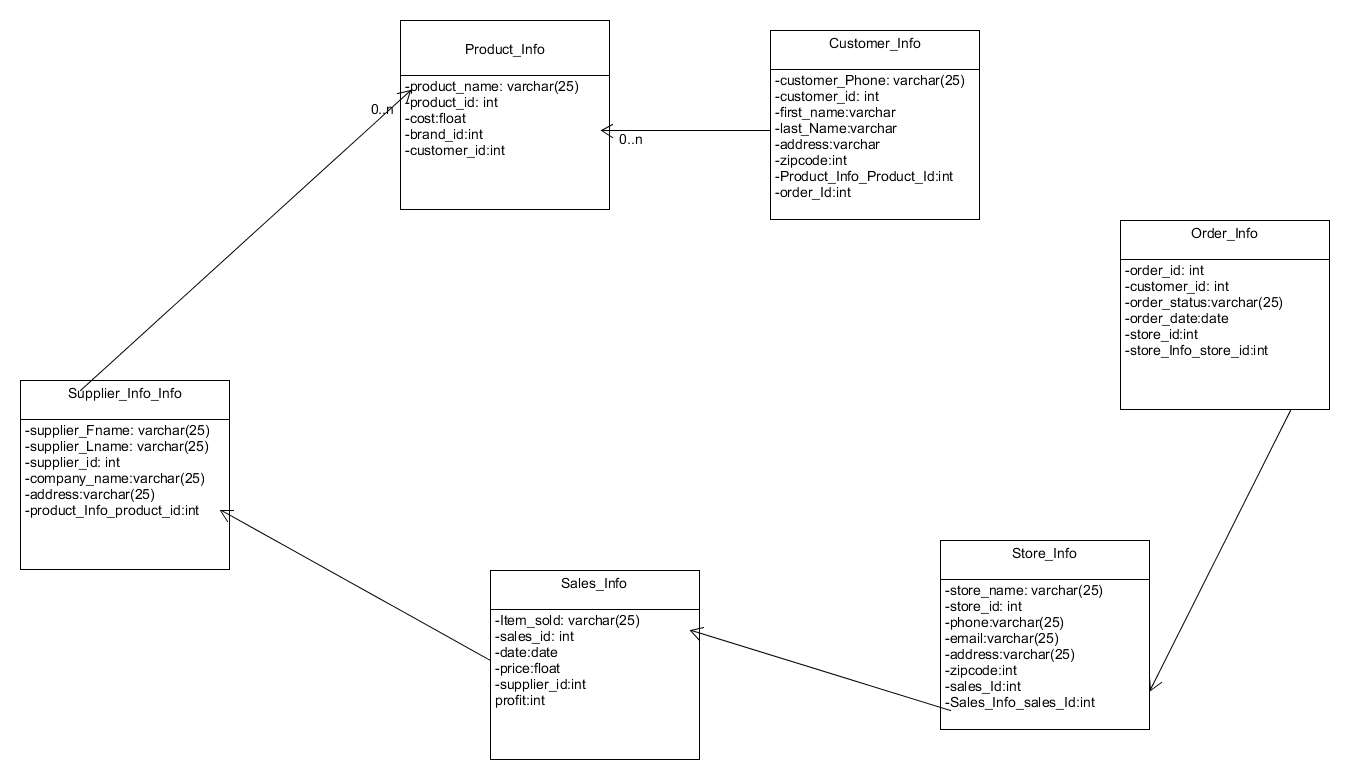 Product_Info
-product_name: varchar(25)
-product_id: int
-cost:float
-brand_id:int
-customer_id:int
0..n
0..n
Customer_Info
-customer_Phone: varchar(25)
-customer_id: int
-first_name:varchar
-last_Name:varchar
-address:varchar
-zipcode:int
-Product_Info_Product_Id:int
-order_Id:int
Order_Info
-order_id: int
-customer_id: int
-order_status:varchar(25)
-order_date:date
-store_id:int
-store_Info_store_id:int
Supplier_Info_Info
-supplier_Fname: varchar(25)
-supplier_Lname: varchar(25)
-supplier_id: int
-company_name:varchar(25)
-address:varchar(25)
-product_Info_product_id:int
Sales_Info
-Item_sold: varchar(25)
-sales_id: int
-date:date
-price:float
-supplier_id:int
profit:int
Store_Info
-store_name: varchar(25)
-store_id: int
-phone:varchar(25)
-email:varchar(25)
-address:varchar(25)
-zipcode:int
-sales_Id:int
-Sales_Info_sales_Id:int